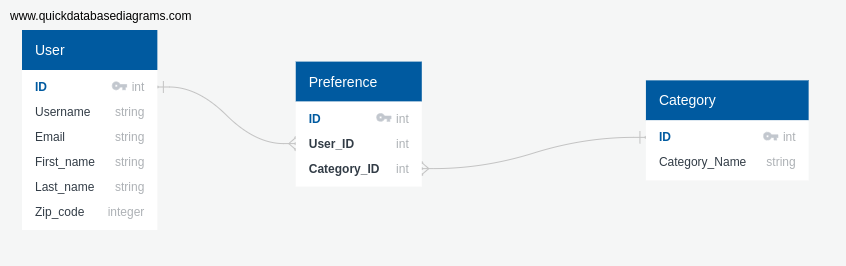 www.quickdatabasediagrams.com
User
ID int
Username string
Email string
First_name string
Last_name string
Zip_code integer
Preference
ID int
User_ID int
Category_ID int
Category
ID int
Category_Name string